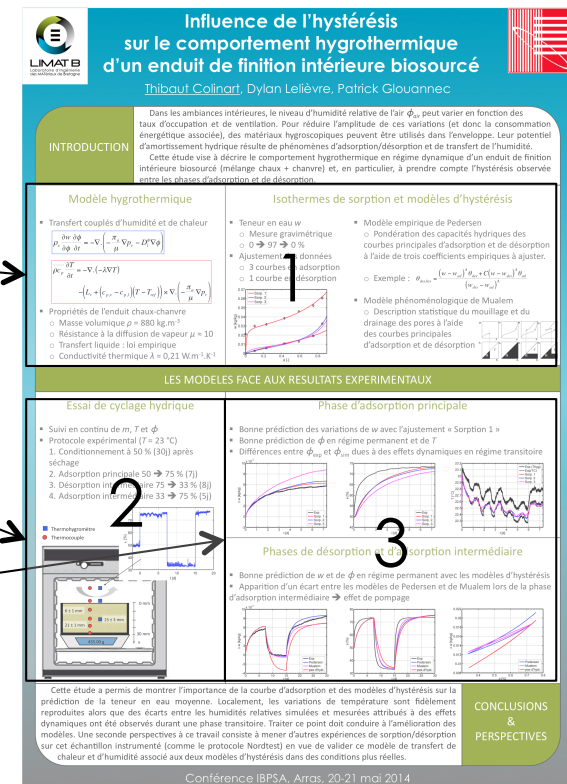 LIMATB
Laboratoire d'Ingénierie
des MATériaux de Bretagne
Influence de l'hystérésis
sur le comportement hygrothermique
d'un enduit de finition intérieure biosourcé
Thibaut Colinart, Dylan Lelièvre, Patrick Glouannec
INTRODUCTION
Dans les ambiances intérieures, le niveau d'humidité relative de l'air ϕair peut varier en fonction des
taux d'occupation et de ventilation. Pour réduire l'amplitude de ces variations (et donc la consommation
énergétique associée), des matériaux hygroscopiques peuvent être utilisés dans l'enveloppe. Leur potentiel
d'amortissement hydrique résulte de phénomènes d'adsorption/désorption et de transfert de l'humidité.
Cette étude vise à décrire le comportement hygrothermique en régime dynamique d'un enduit de finition
intérieure biosourcé (mélange chaux + chanvre) et, en particulier, à prendre compte l'hystérésis observée
entre les phases d'adsorption et de désorption.
Modèle hygrothermique
▪ Transfert couplés d'humidité et de chaleur
▪ Propriétés de l'enduit chaux-chanvre
○ Masse volumique ρ ≈ 880 kg.m-3
○ Résistance à la diffusion de vapeur μ ≈ 10
○ Transfert liquide : loi empirique
○ Conductivité thermique λ = 0,21 W.m-1.K-1
Isothermes de sorption et modèles d'hystérésis
▪ Teneur en eau w
○ Mesure gravimétrique
○ 0 → 97 → 0 %
▪ Ajustement des données
○ 3 courbes en adsorption
○ 1 courbe en désorption
1
▪ Modèle empirique de Pedersen
○ Pondération des capacités hydriques des
courbes principales d'adsorption et de désorption
à l'aide de trois coefficients empiriques à ajuster.
○ Exemple :
▪ Modèle phénoménologique de Mualem
○ Description statistique du mouillage et du
drainage des pores à l'aide
des courbes principales
d'adsorption et de désorption
LES MODELES FACE AUX RESULTATS EXPERIMENTAUX
Essai de cyclage hydrique
▪ Suivi en continu de m, T et ϕ
▪ Protocole expérimental (T = 23 °C)
1. Conditionnement à 50 % (30j) après
séchage
2. Adsorption principale 50 → 75 % (7j)
3. Désorption intermédiaire 75 → 33 % (8j)
4. Adsorption intermédiaire 33 → 75 % (5j)
2
Thermohygromètre
Thermocouple
0 mm
6 ± 1 mm
15 ± 1 mm
21 ± 1 mm
Phase d'adsorption principale
▪ Bonne prédiction des variations de w avec l'ajustement « Sorption 1 »
▪ Bonne prédiction de ϕ en régime permanent et de T
▪ Différences entre ϕexp et ϕsim dues à des effets dynamiques en régime transitoire
3
Phases de désorption et d'adsorption intermédiaire
▪ Bonne prédiction de w et de ϕ en régime permanent avec les modèles d'hystérésis
▪ Apparition d'un écart entre les modèles de Pedersen et de Mualem lors de la phase
d'adsorption intermédiaire → effet de pompage
Cette étude a permis de montrer l'importance de la courbe d'adsorption et des modèles d'hystérésis sur la
prédiction de la teneur en eau moyenne. Localement, les variations de température sont fidèlement
reproduites alors que des écarts entre les humidités relatives simulées et mesurées attribués à des effets
dynamiques ont été observés durant une phase transitoire. Traiter ce point doit conduire à l'amélioration des
modèles. Une seconde perspectives à ce travail consiste à mener d'autres expériences de sorption/désorption
sur cet échantillon instrumenté (comme le protocole Nordtest) en vue de valider ce modèle de transfert de
chaleur et d'humidité associé aux deux modèles d'hystérésis dans des conditions plus réelles.
CONCLUSIONS
&
PERSPECTIVES
Conférence IBPSA, Arras, 20-21 mai 2014